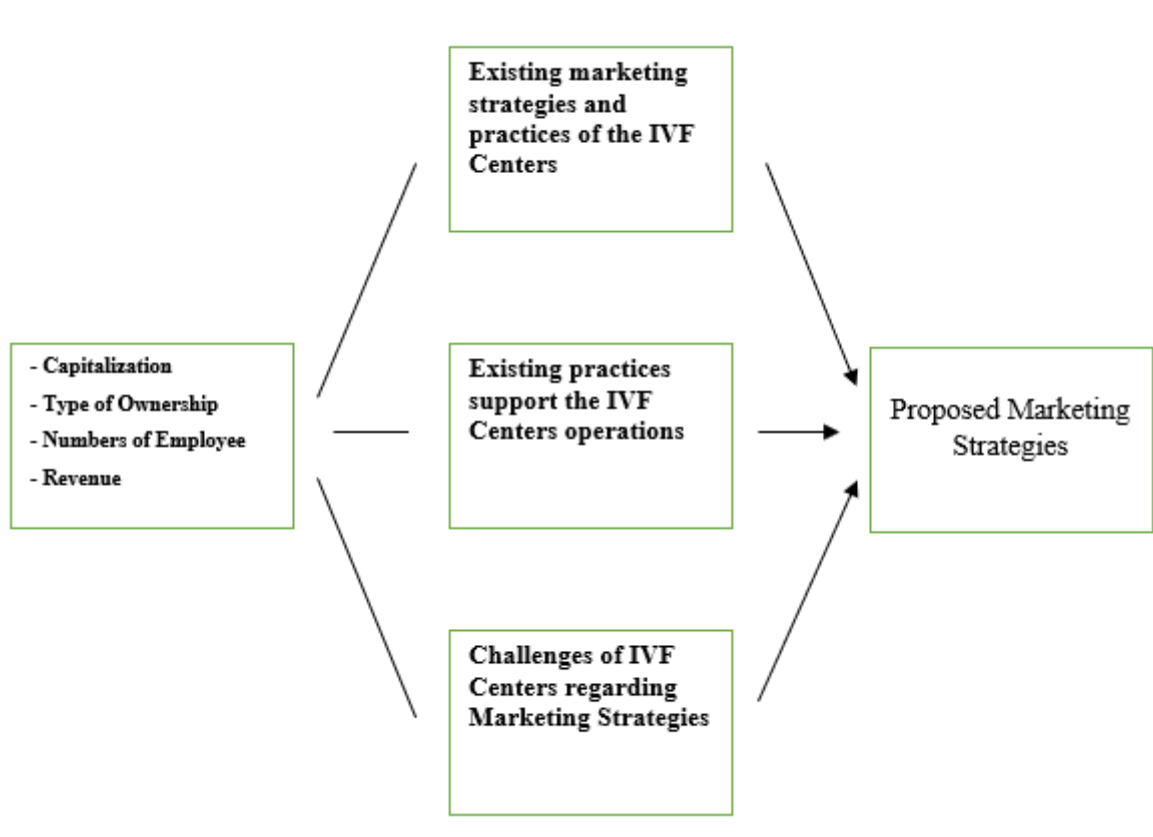 Existing marketing
strategies and
practices of the IVF
Centers
- Capitalization
- Type of Ownership
- Numbers of Employee
- Revenue
Existing practices
support the IVF
Centers operations
Proposed Marketing
Strategies
Challenges of IVF
Centers regarding
Marketing Strategies